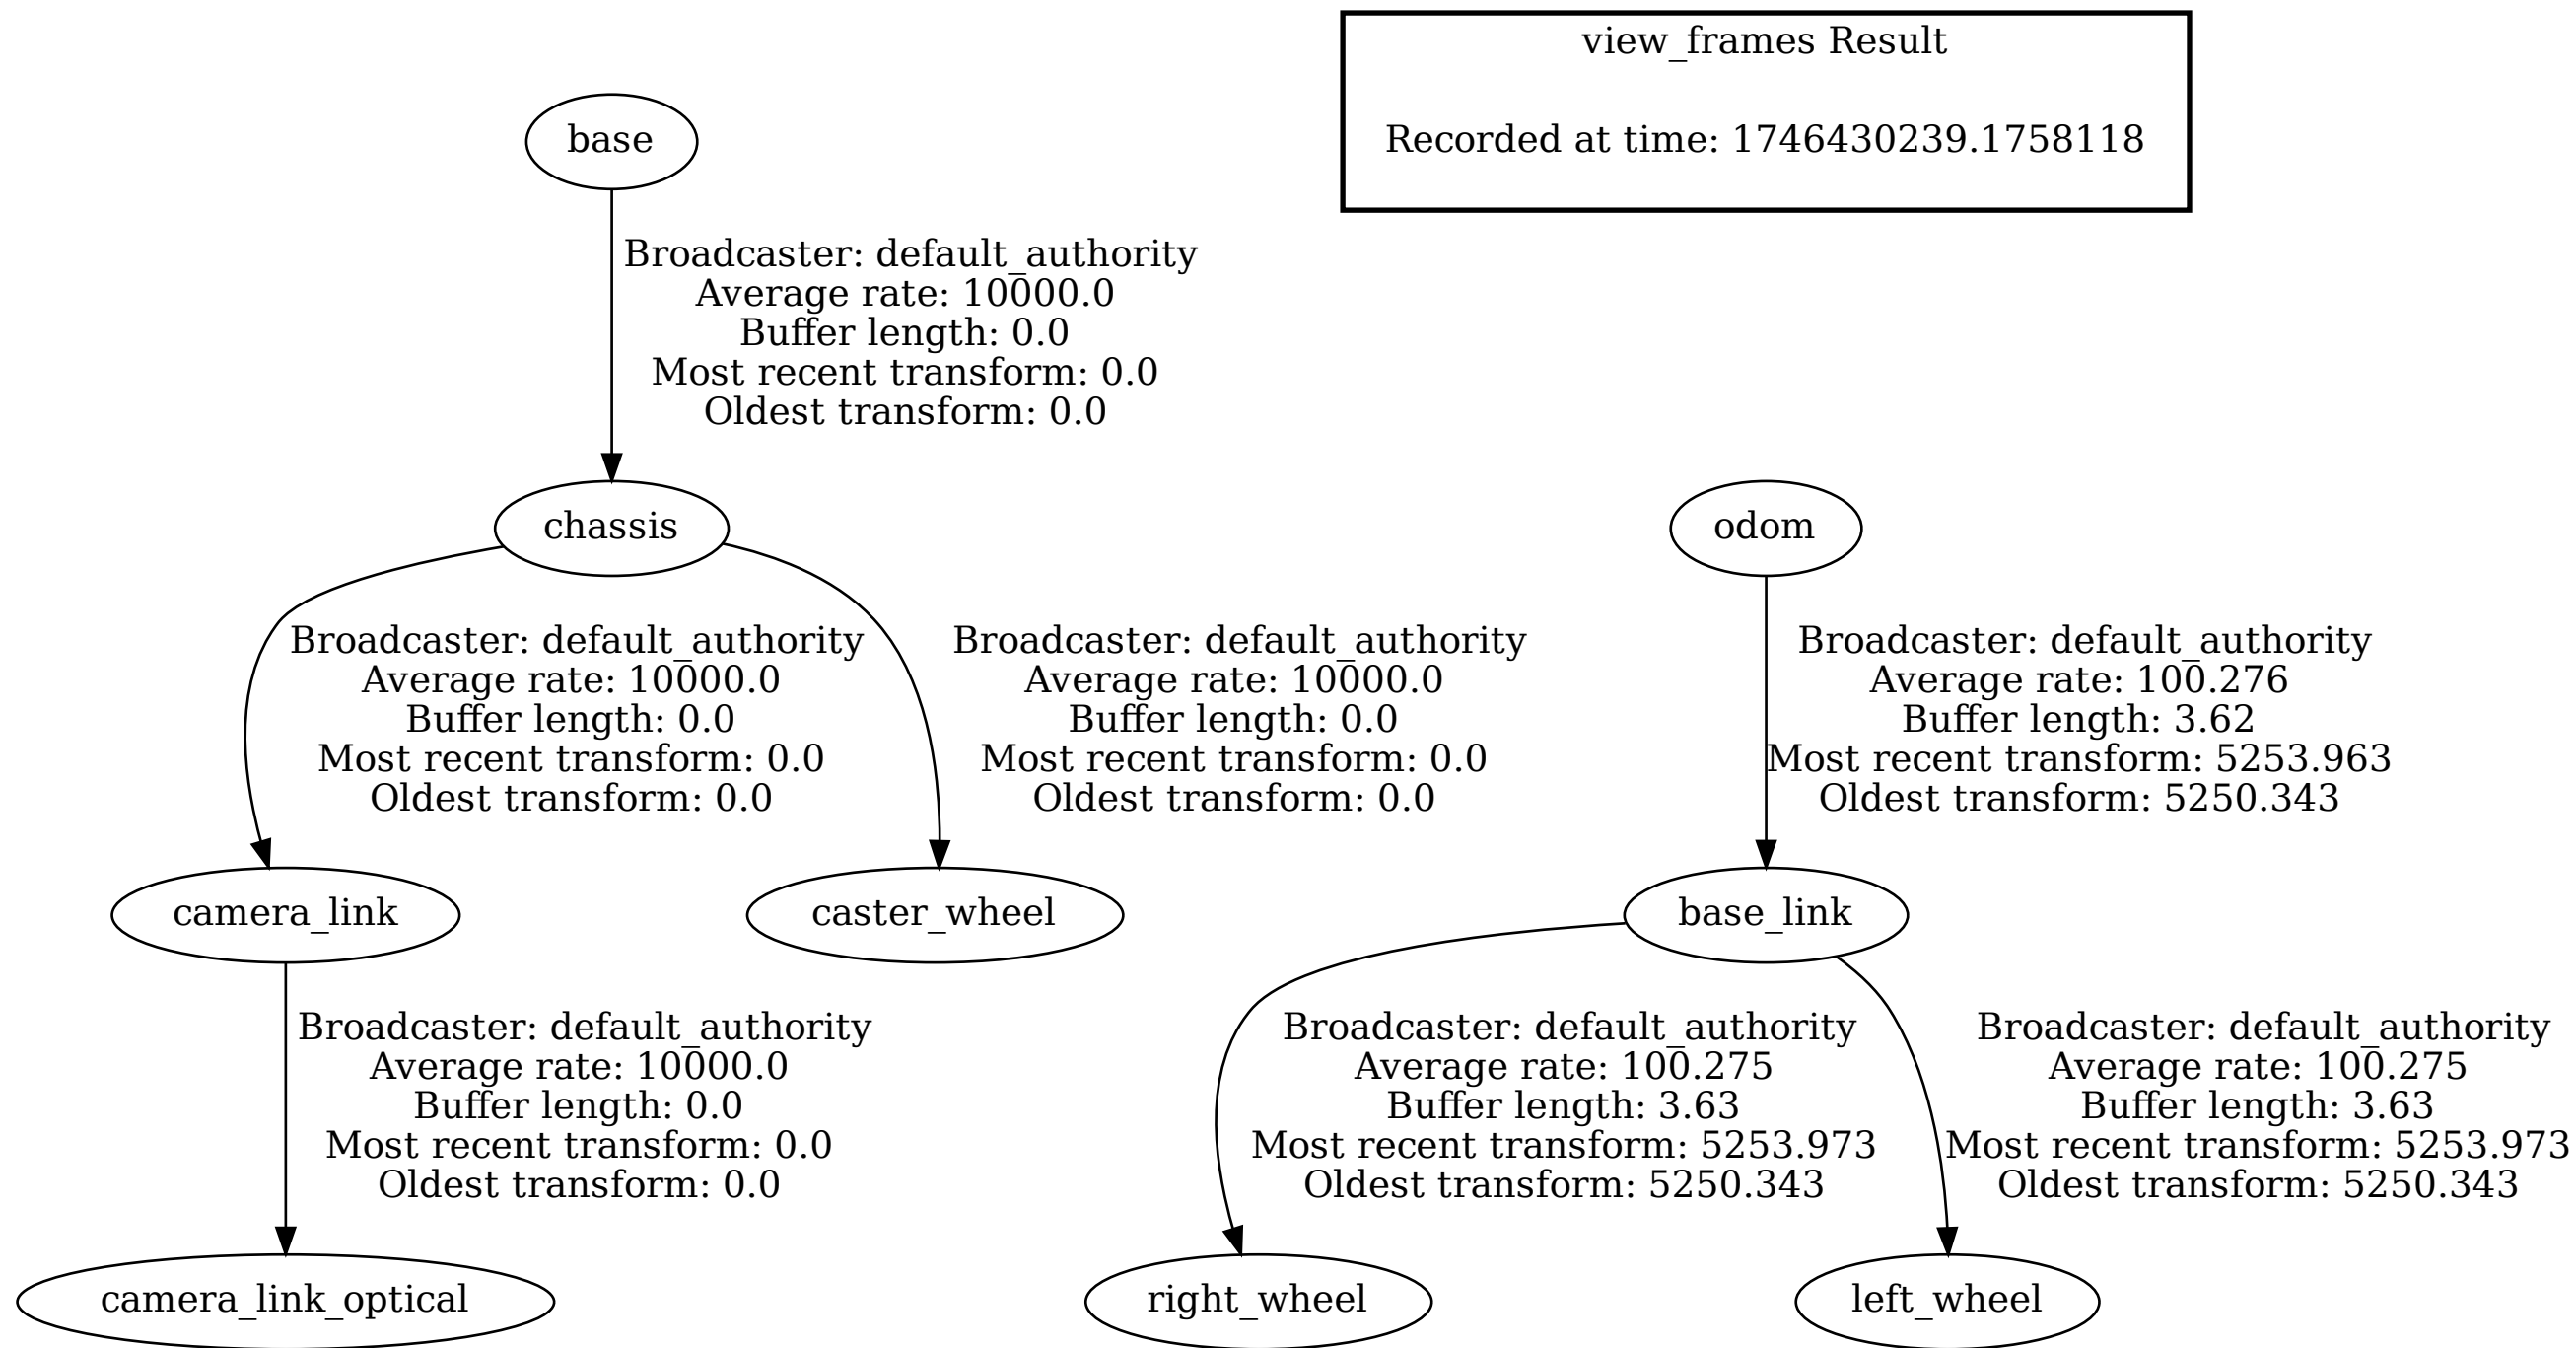 view_frames Result
Recorded at time: 1746430239.1758118
base
Broadcaster: default_authority
Average rate: 10000.0
Buffer length: 0.0
Most recent transform: 0.0
Oldest transform: 0.0
chassis
odom
Broadcaster: default_authority
Average rate: 10000.0
Buffer length: 0.0
Most recent transform: 0.0
Oldest transform: 0.0
Broadcaster: default_authority
Average rate: 10000.0
Buffer length: 0.0
Most recent transform: 0.0
Oldest transform: 0.0
Broadcaster: default_authority
Average rate: 100.276
Buffer length: 3.62
Most recent transform: 5253.963
Oldest transform: 5250.343
camera_link
caster_wheel
base_link
Broadcaster: default_authority
Average rate: 10000.0
Buffer length: 0.0
Most recent transform: 0.0
Oldest transform: 0.0
Broadcaster: default_authority
Average rate: 100.275
Buffer length: 3.63
Most recent transform: 5253.973
Oldest transform: 5250.343
Broadcaster: default_authority
Average rate: 100.275
Buffer length: 3.63
Most recent transform: 5253.973
Oldest transform: 5250.343
camera_link_optical
right_wheel
left_wheel